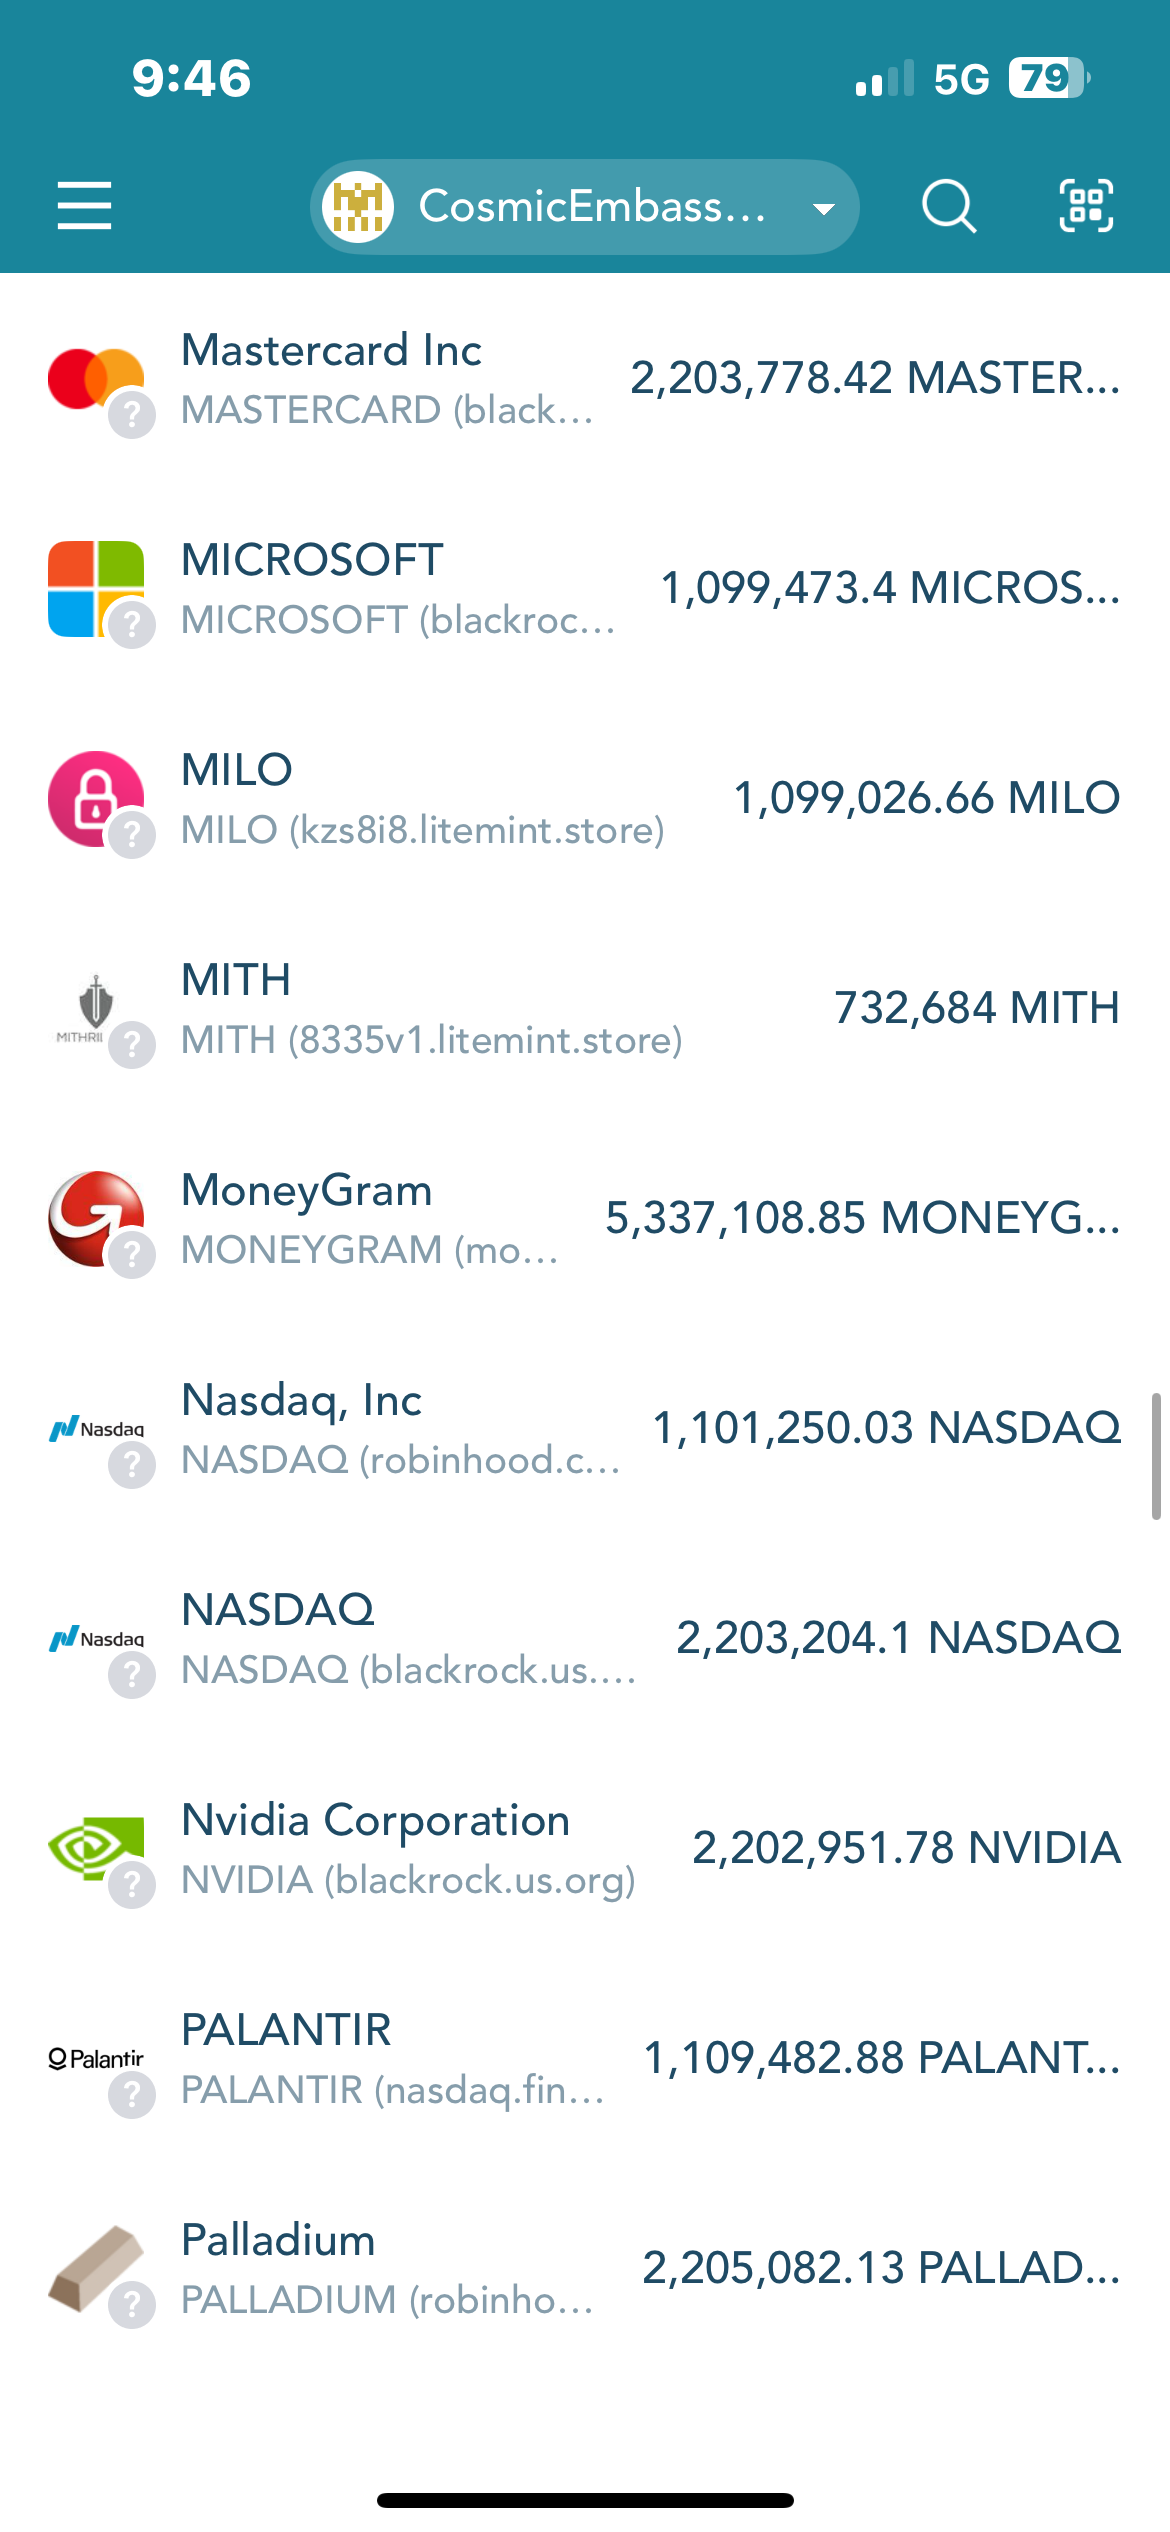 9:46
5G 79
CosmicEmbass...
Mastercard Inc
MASTERCARD (black...
2,203,778.42 MASTER...
MICROSOFT
MICROSOFT (blackroc...
1,099,473.4 MICROS...
MILO
MILO (kzs8i8.litemint.store)
1,099,026.66 MILO
MITHRIL
MITH
MITH (8335v1.litemint.store)
732,684 MITH
MoneyGram
MONEYGRAM (mo...
5,337,108.85 MONEYG...
Nasdaq
Nasdaq, Inc
NASDAQ (robinhood.c...
1,101,250.03 NASDAQ
Nasdaq
NASDAQ
NASDAQ (blackrock.us....
2,203,204.1 NASDAQ
Nvidia Corporation
NVIDIA (blackrock.us.org)
2,202,951.78 NVIDIA
Palantir
PALANTIR
PALANTIR (nasdaq.fin...
1,109,482.88 PALANT...
Palladium
PALLADIUM (robinho...
2,205,082.13 PALLAD...